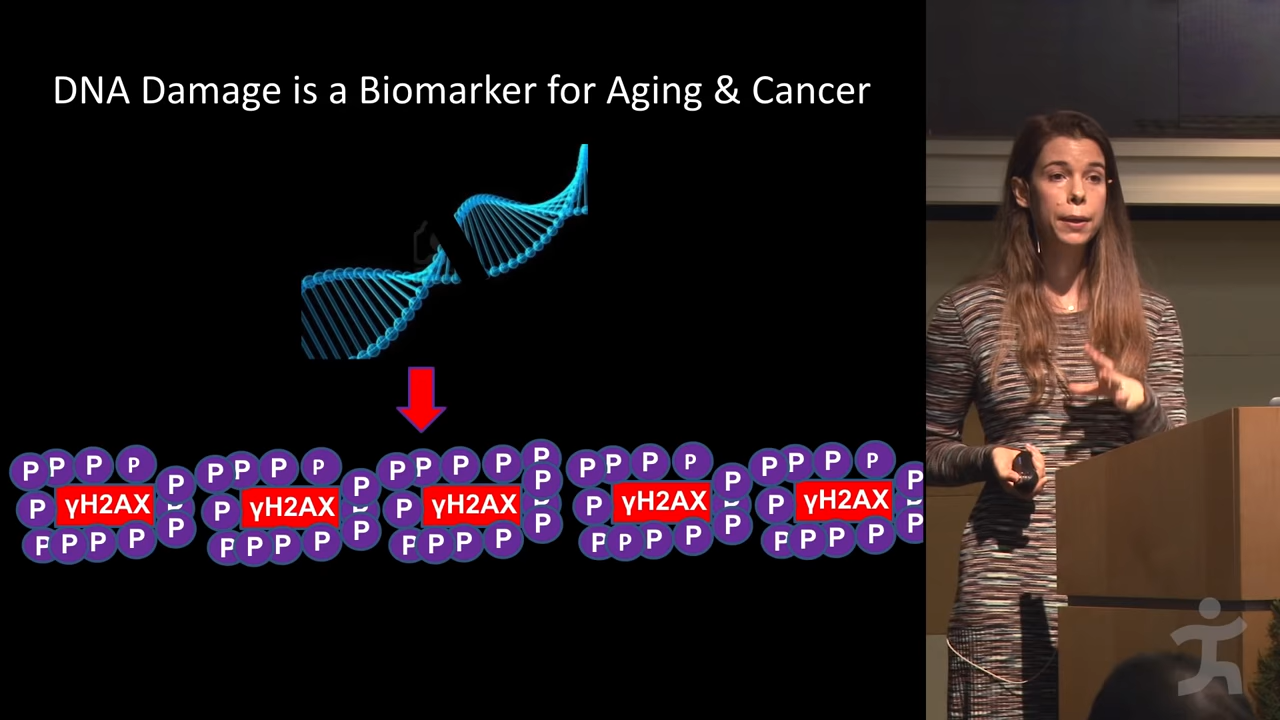 DNA Damage is a Biomarker for Aging & Cancer
P P P P P P P P P P P P P P P P P P P P P
P P P P P
P γH2AX P γH2AX P γH2AX P γH2AX P γH2AX
P P P P P
P P P P P P P P P P P P P P P P P P P P